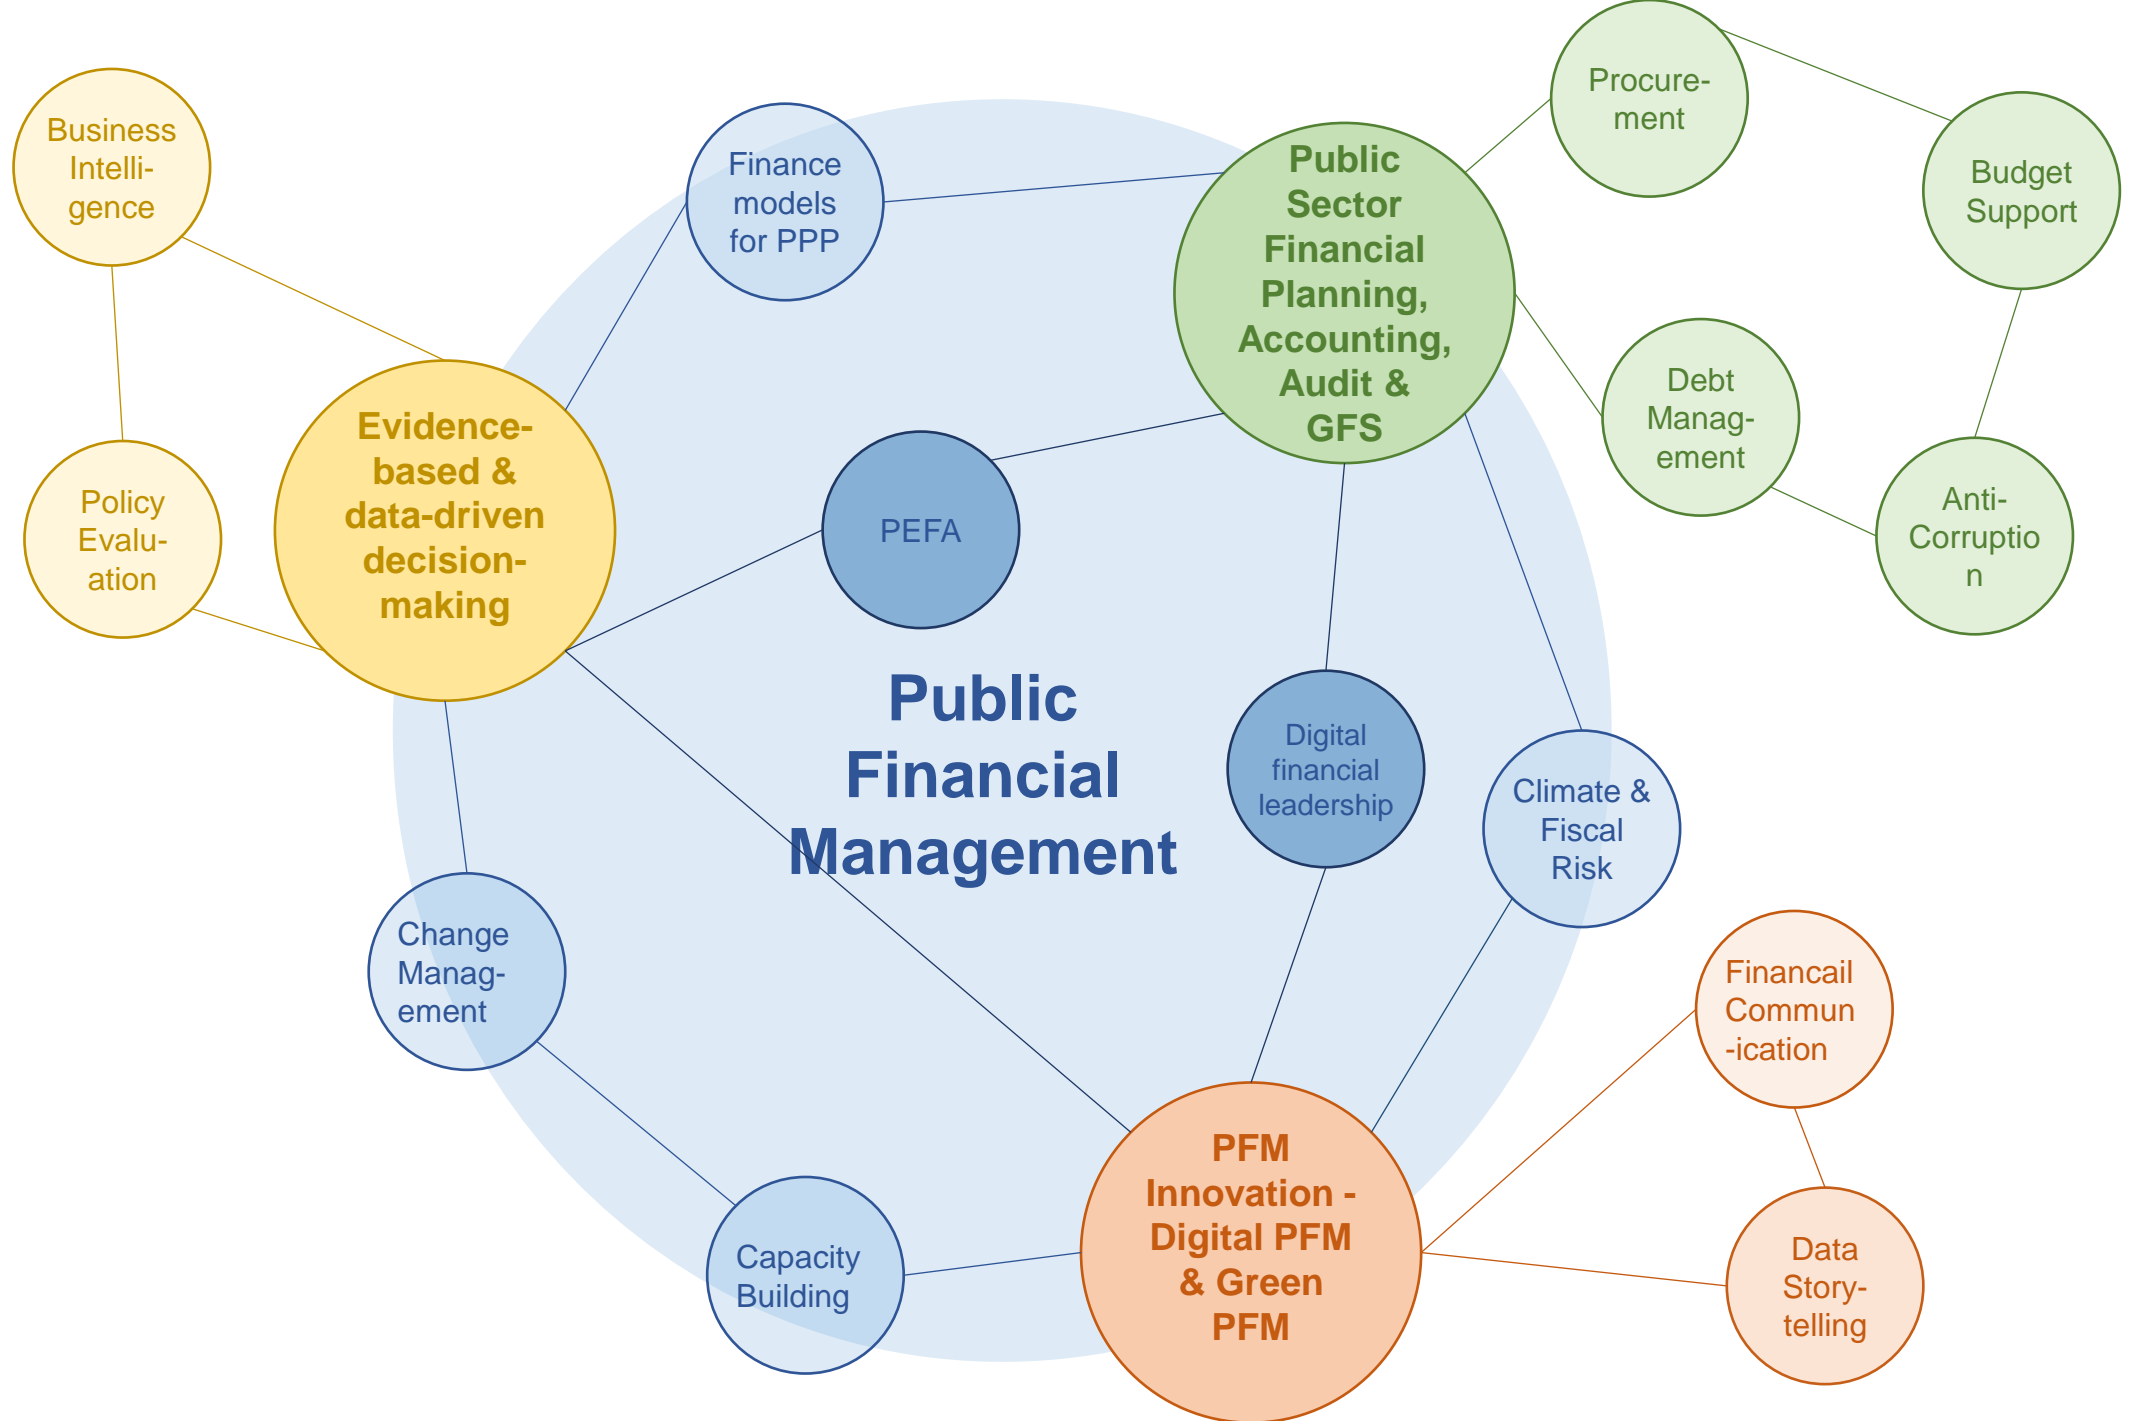 Business
Intelli-
gence
Policy
Evalu-
ation
Evidence-
based &
data-driven
decision-
making
Finance
models
for PPP
Public
Sector
Financial
Planning,
Accounting,
Audit &
GFS
Procure-
ment
Budget
Support
Debt
Manag-
ement
Anti-
Corruptio
n
PEFA
Public
Financial
Management
Digital
financial
leadership
Climate &
Fiscal
Risk
Change
Manag-
ement
Capacity
Building
PFM
Innovation -
Digital PFM
& Green
PFM
Financail
Commun
-ication
Data
Story-
telling